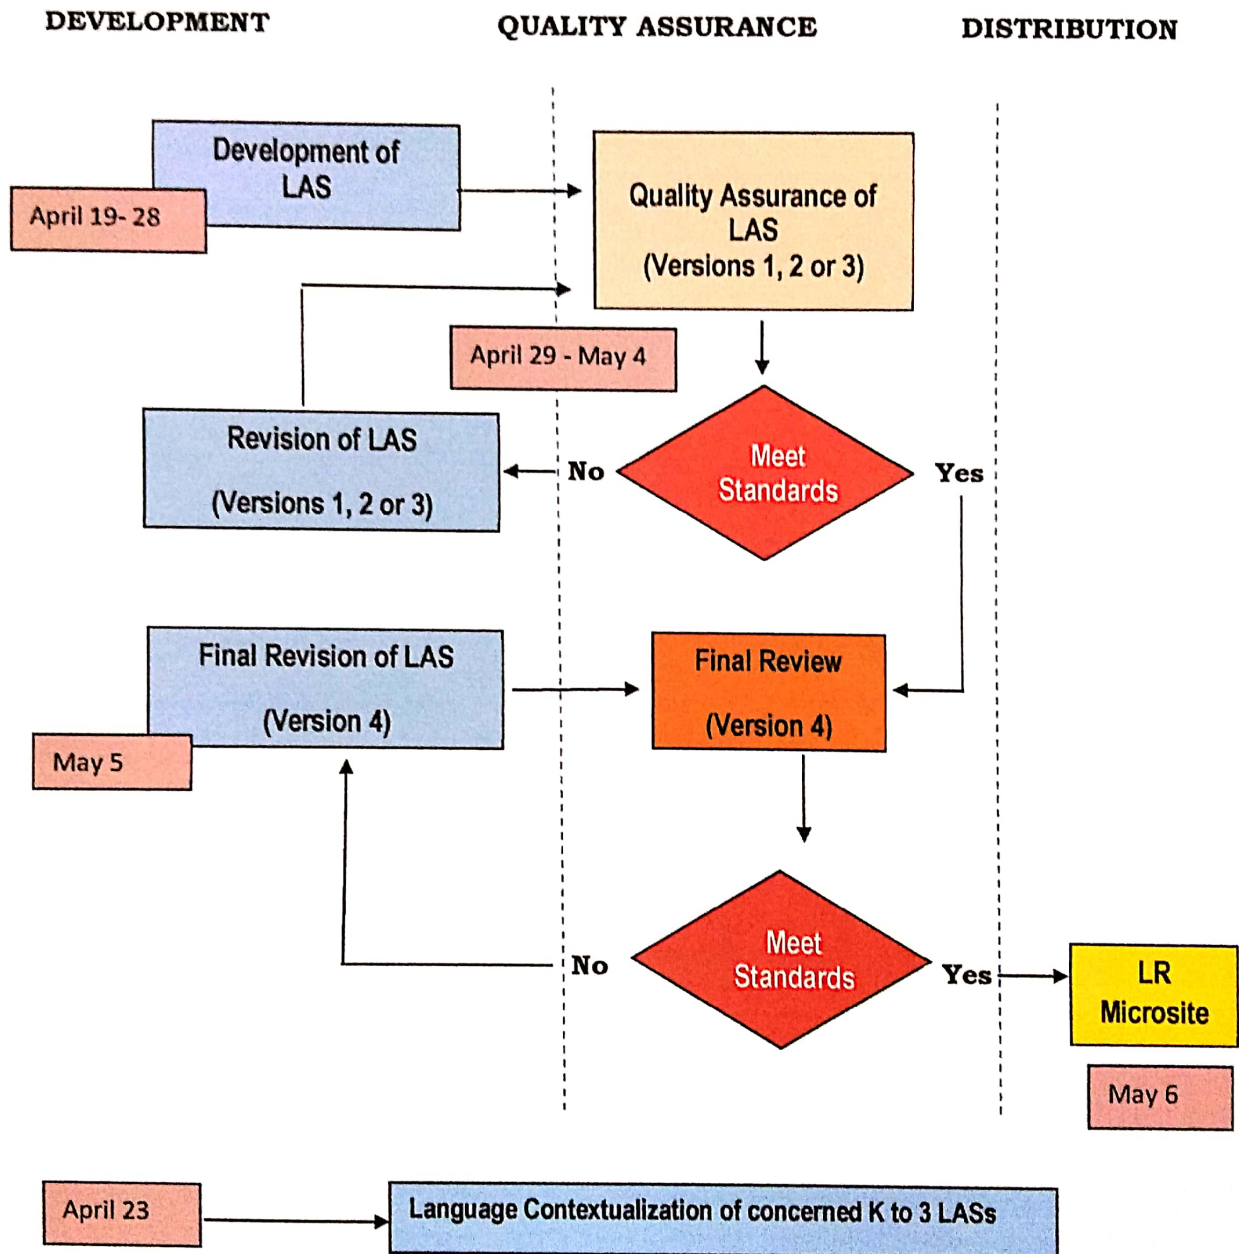 DEVELOPMENT
QUALITY ASSURANCE
DISTRIBUTION
Development of
LAS
April 19- 28
Quality Assurance of
LAS
(Versions 1, 2 or 3)
April 29 - May 4
Revision of LAS
(Versions 1, 2 or 3)
No
Meet
Standards
Yes
Final Revision of LAS
(Version 4)
May 5
Final Review
(Version 4)
No
Meet
Standards
Yes
LR
Microsite
May 6
April 23
Language Contextualization of concerned K to 3 LASs